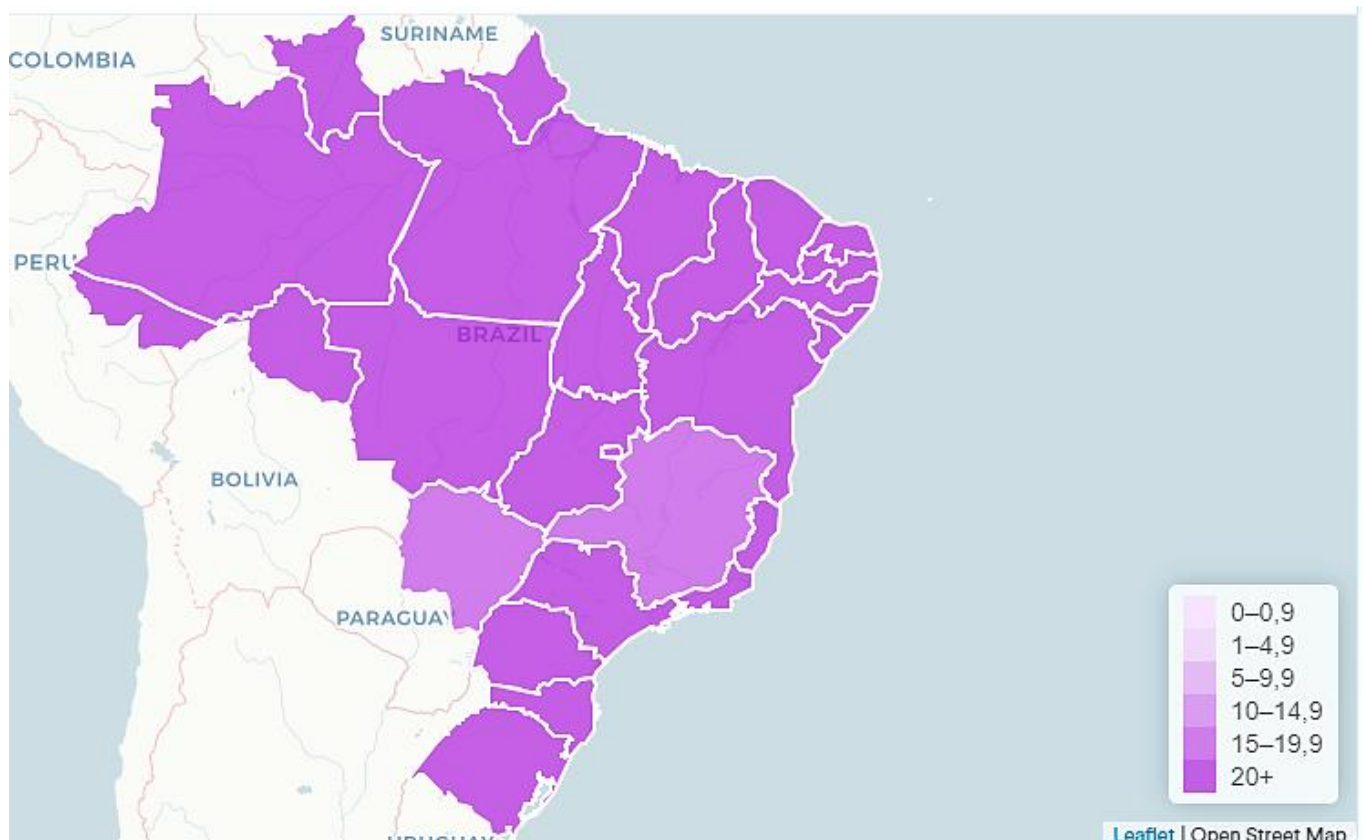 SURINAME
COLOMBIA
PERU
BRAZIL
BOLIVIA
PARAGUAY
0–0,9
1–4,9
5–9,9
10–14,9
15–19,9
20+
URUGUAY
Leaflet | Open Street Map